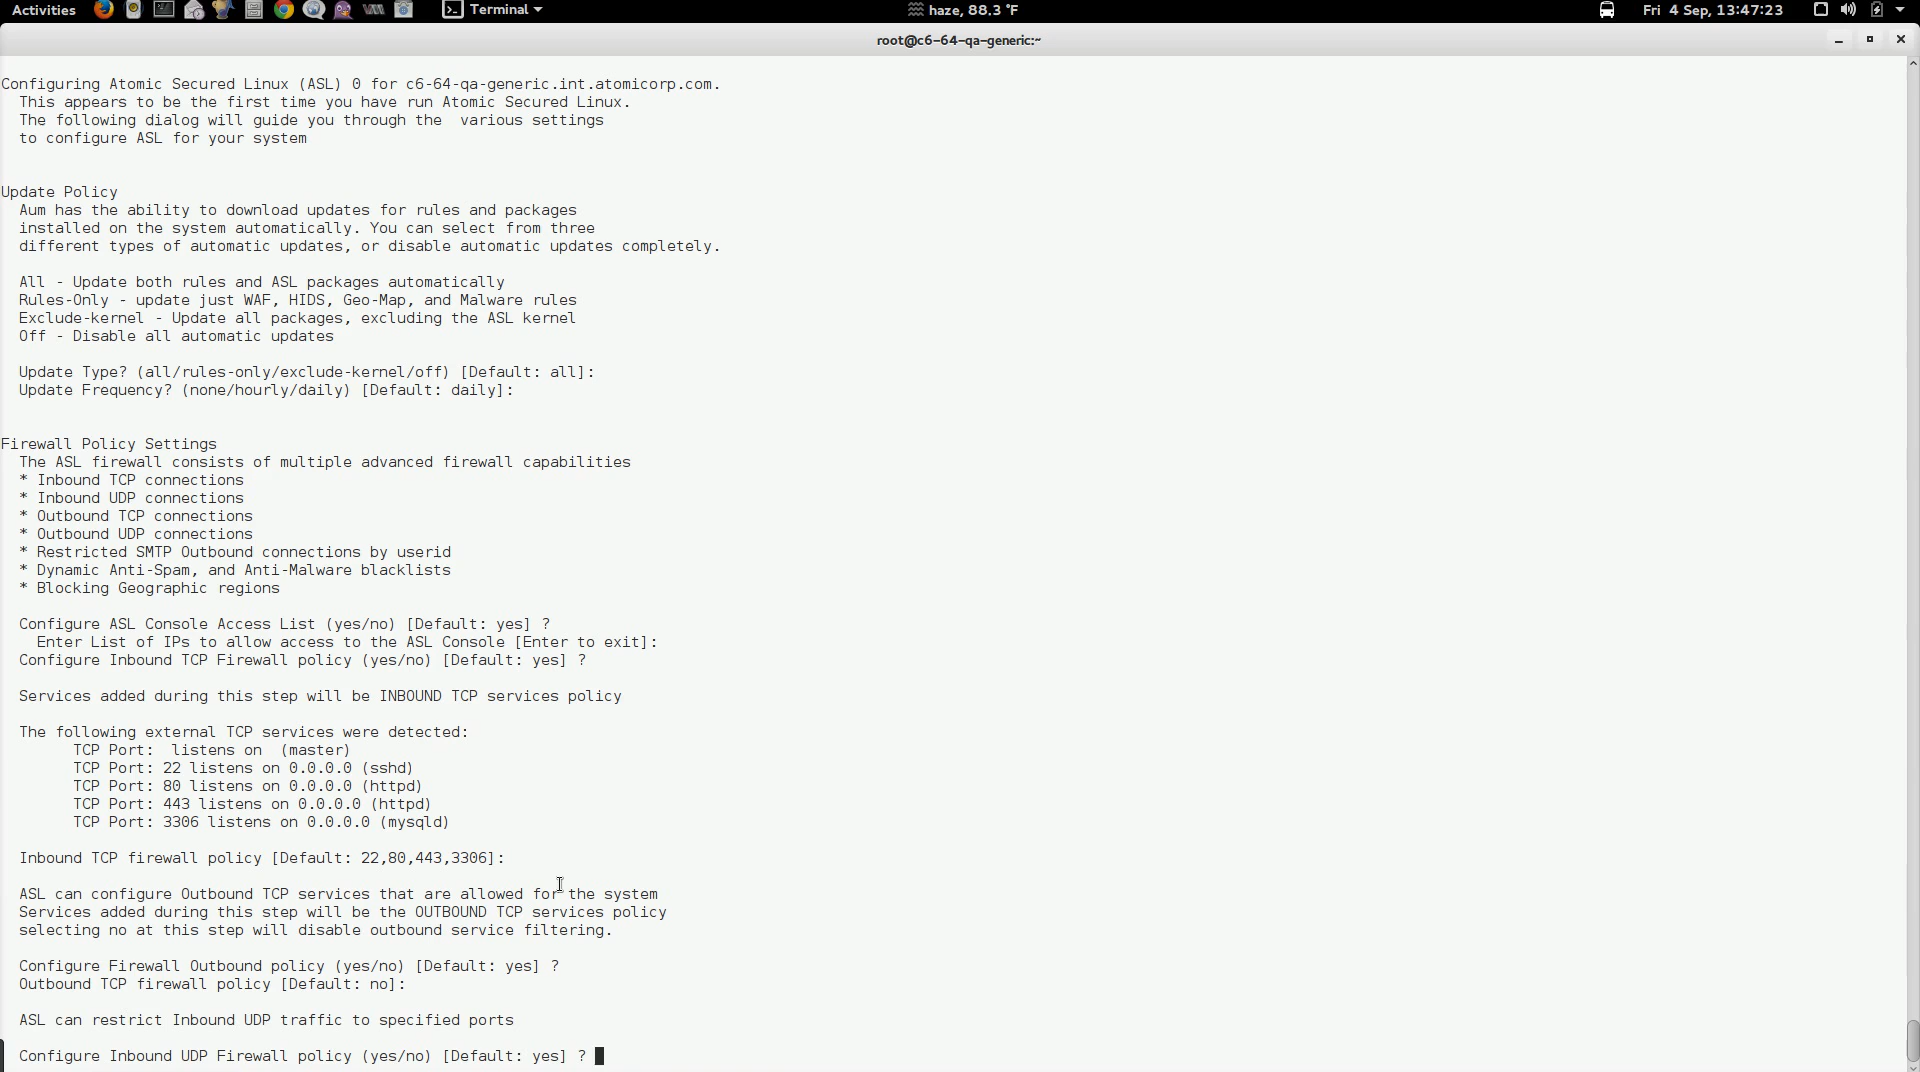 Activities
Terminal
haze, 88.3 °F
Fri 4 Sep, 13:47:23
root@c6-64-qa-generic:~
Configuring Atomic Secured Linux (ASL) 0 for c6-64-qa-generic.int.atomicorp.com.
This appears to be the first time you have run Atomic Secured Linux.
The following dialog will guide you through the  various settings
to configure ASL for your system
Update Policy
Aum has the ability to download updates for rules and packages
installed on the system automatically. You can select from three
different types of automatic updates, or disable automatic updates completely.
All - Update both rules and ASL packages automatically
Rules-Only - update just WAF, HIDS, Geo-Map, and Malware rules
Exclude-kernel - Update all packages, excluding the ASL kernel
Off - Disable all automatic updates
Update Type? (all/rules-only/exclude-kernel/off) [Default: all]:
Update Frequency? (none/hourly/daily) [Default: daily]:
Firewall Policy Settings
The ASL firewall consists of multiple advanced firewall capabilities
* Inbound TCP connections
* Inbound UDP connections
* Outbound TCP connections
* Outbound UDP connections
* Restricted SMTP Outbound connections by userid
* Dynamic Anti-Spam, and Anti-Malware blacklists
* Blocking Geographic regions
Configure ASL Console Access List (yes/no) [Default: yes] ?
Enter List of IPs to allow access to the ASL Console [Enter to exit]:
Configure Inbound TCP Firewall policy (yes/no) [Default: yes] ?
Services added during this step will be INBOUND TCP services policy
The following external TCP services were detected:
TCP Port:  listens on  (master)
TCP Port: 22 listens on 0.0.0.0 (sshd)
TCP Port: 80 listens on 0.0.0.0 (httpd)
TCP Port: 443 listens on 0.0.0.0 (httpd)
TCP Port: 3306 listens on 0.0.0.0 (mysqld)
Inbound TCP firewall policy [Default: 22,80,443,3306]:
ASL can configure Outbound TCP services that are allowed for the system
Services added during this step will be the OUTBOUND TCP services policy
selecting no at this step will disable outbound service filtering.
Configure Firewall Outbound policy (yes/no) [Default: yes] ?
Outbound TCP firewall policy [Default: no]:
ASL can restrict Inbound UDP traffic to specified ports
Configure Inbound UDP Firewall policy (yes/no) [Default: yes] ?